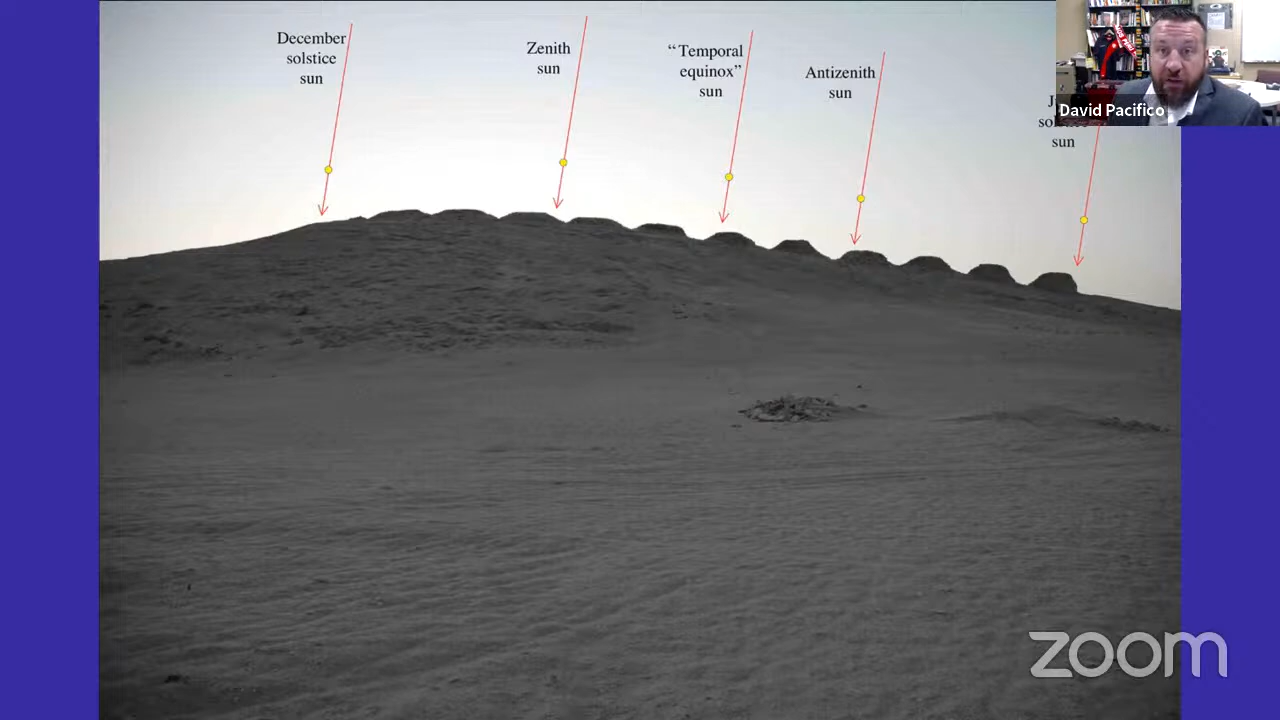 December
solstice
sun
Zenith
sun
“Temporal
equinox”
sun
Antizenith
sun
sun
David Pacifico
zoom